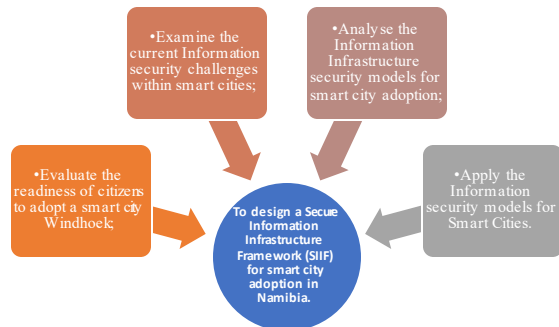 •Examine the
current Information
security challenges
within smart cities;
•Analyse the
Information
Infrastructure
security models for
smart city adoption;
•Evaluate the
readiness of citizens
to adopt a smart city
Windhoek;
•Apply the
Information
security models for
Smart Cities.
To design a Secure
Information
Infrastructure
Framework (SIIF)
for smart city
adoption in
Namibia.